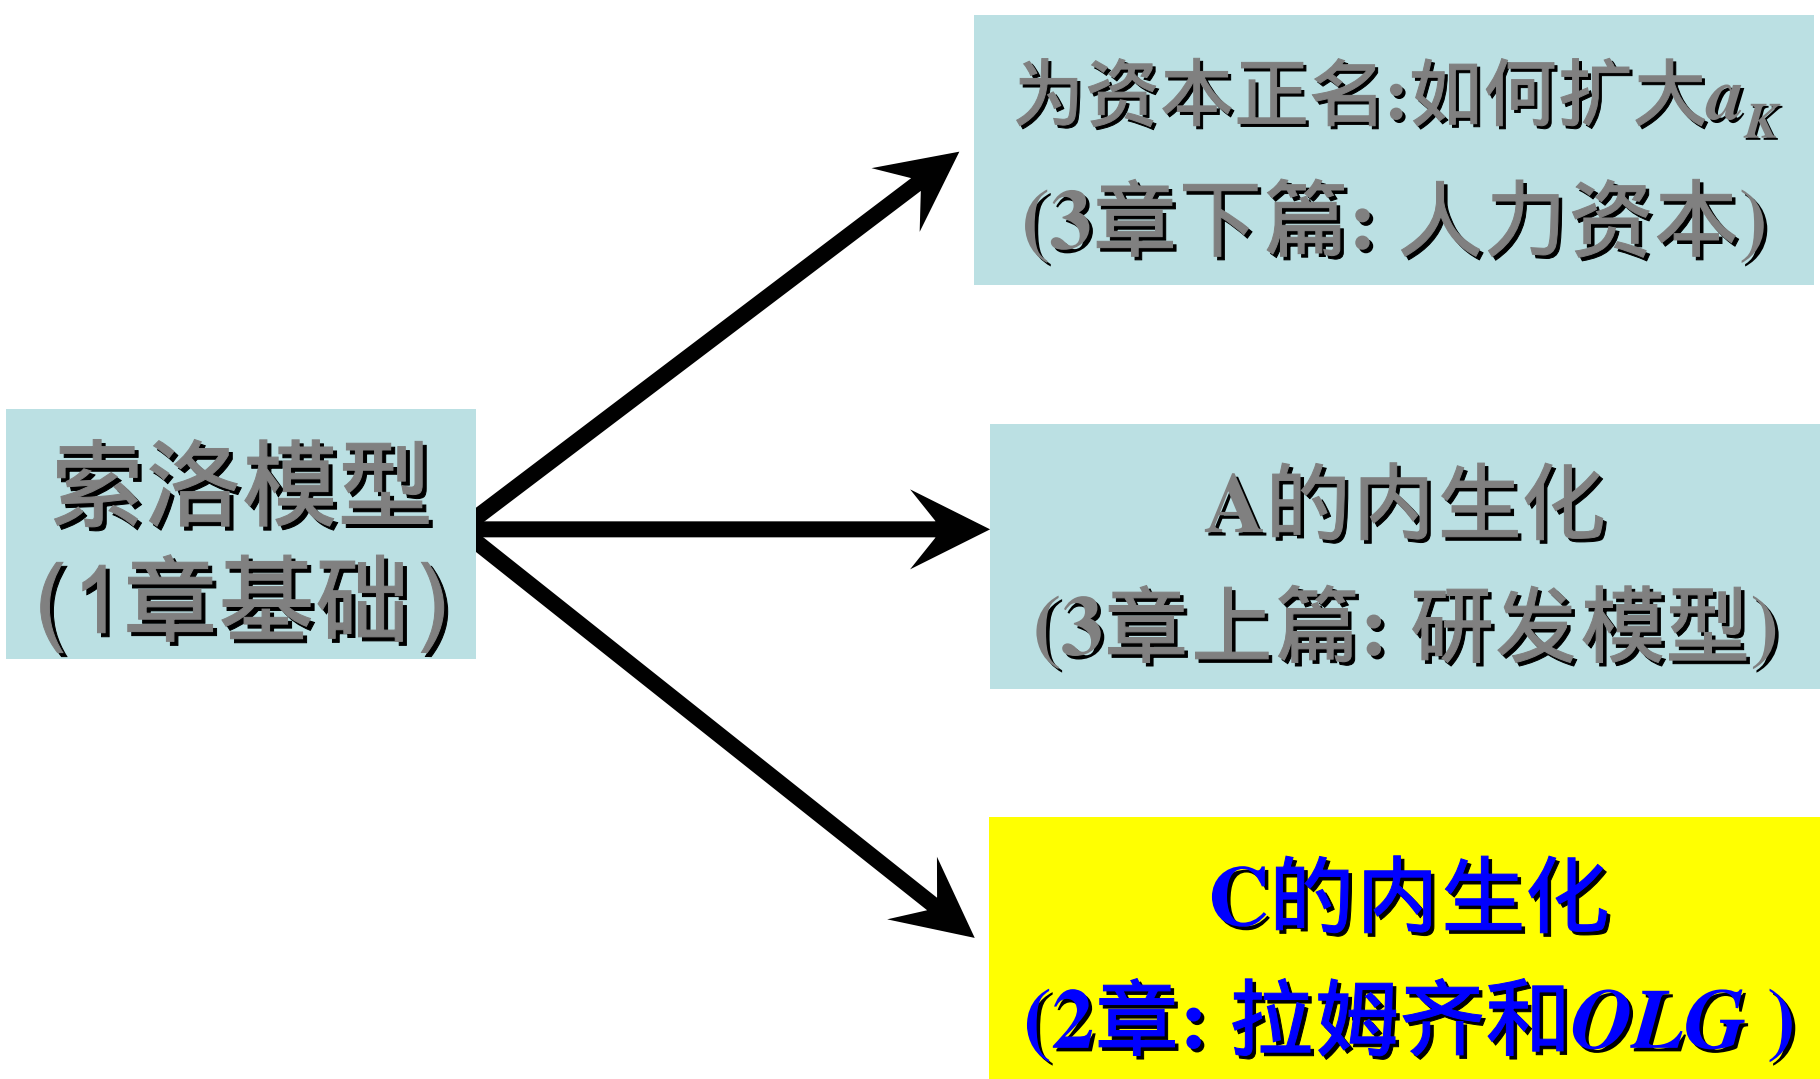 为资本正名:如何扩大a_K
(3章下篇: 人力资本)
索洛模型
(1章基础)
A的内生化
(3章上篇: 研发模型)
C的内生化
(2章: 拉姆齐和OLG )